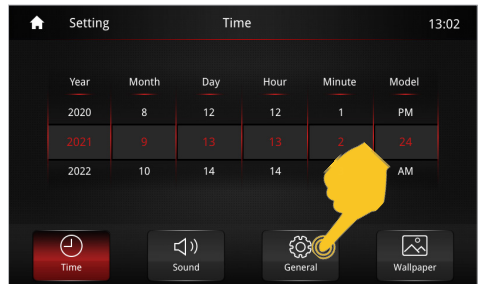 Setting Time 13:02
Year Month Day Hour Minute Model
2020 8 12 12 1 PM
2021 9 13 13 2 24
2022 10 14 14 AM
Time Sound General Wallpaper